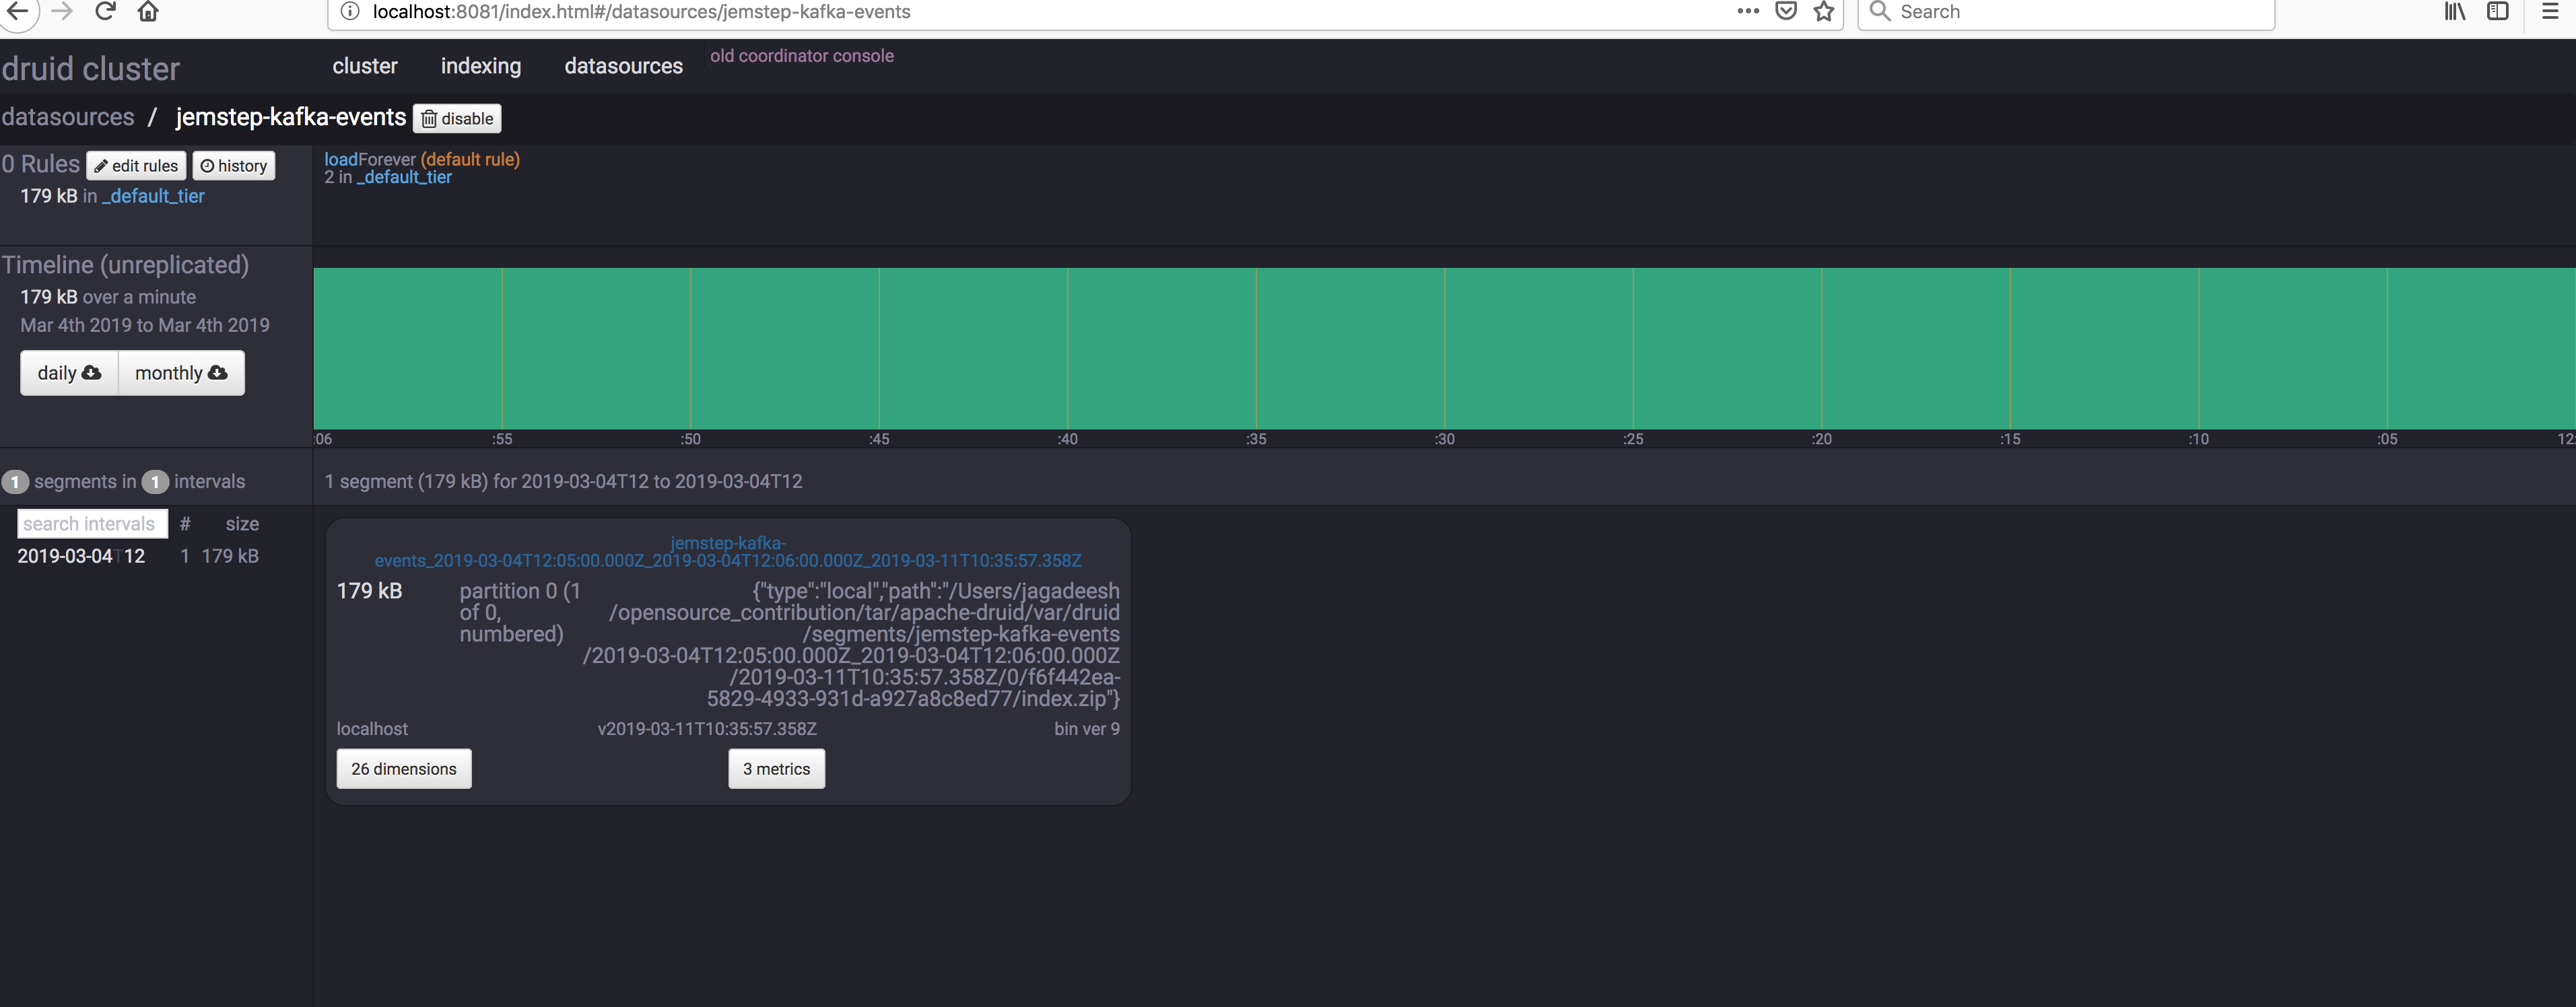 localhost:8081/index.html#/datasources/jemstep-kafka-events
Search
druid cluster
cluster
indexing
datasources
old coordinator console
datasources / jemstep-kafka-events
disable
0 Rules
edit rules
history
179 kB in _default_tier
loadForever (default rule)
2 in _default_tier
Timeline (unreplicated)
179 kB over a minute
Mar 4th 2019 to Mar 4th 2019
daily
monthly
:06 :55 :50 :45 :40 :35 :30 :25 :20 :15 :10 :05 12:
1 segments in 1 intervals
1 segment (179 kB) for 2019-03-04T12 to 2019-03-04T12
search intervals # size
2019-03-04T12 1 179 kB
jemstep-kafka-
events_2019-03-04T12:05:00.000Z_2019-03-04T12:06:00.000Z_2019-03-11T10:35:57.358Z
179 kB
partition 0 (1
of 0,
numbered)
{"type":"local","path":"/Users/jagadeesh
/opensource_contribution/tar/apache-druid/var/druid
/segments/jemstep-kafka-events
/2019-03-04T12:05:00.000Z_2019-03-04T12:06:00.000Z
/2019-03-11T10:35:57.358Z/0/f6f442ea-
5829-4933-931d-a927a8c8ed77/index.zip"}
localhost
v2019-03-11T10:35:57.358Z
bin ver 9
26 dimensions
3 metrics